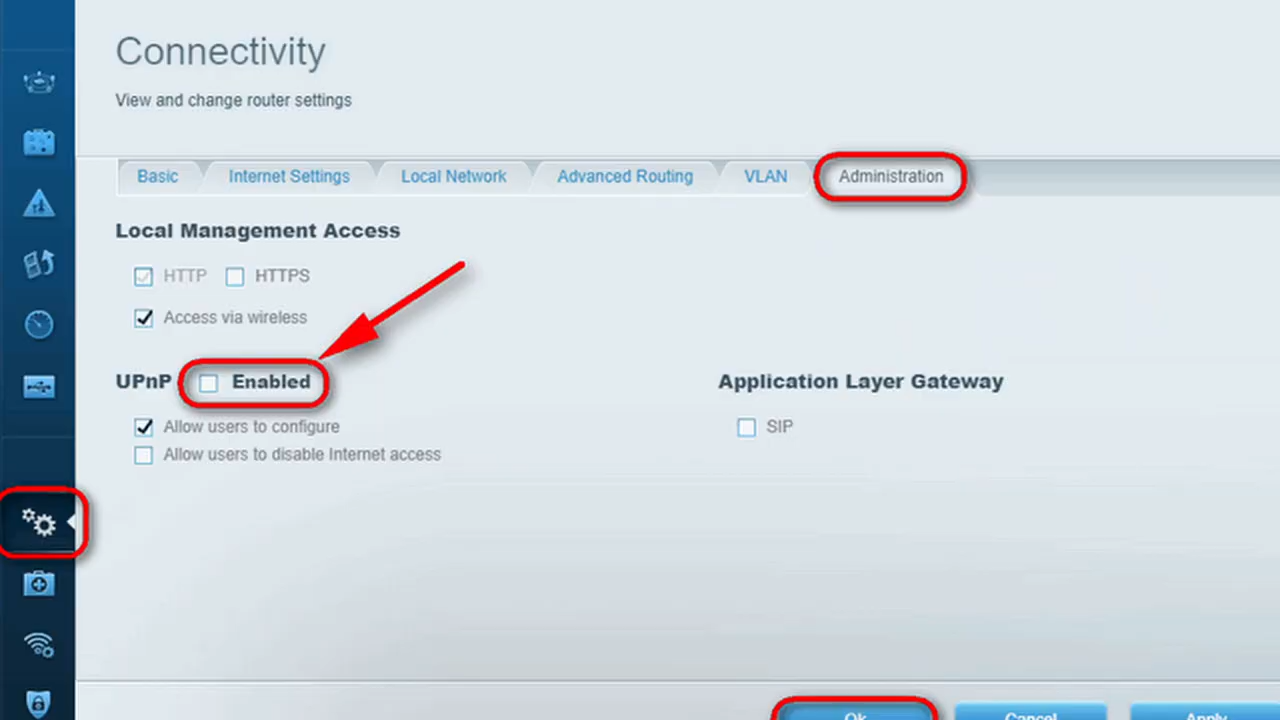 Connectivity
View and change router settings
Basic Internet Settings Local Network Advanced Routing VLAN Administration
Local Management Access
HTTP HTTPS
Access via wireless
UPnP Enabled Application Layer Gateway
Allow users to configure SIP
Allow users to disable Internet access
Ok Cancel Apply